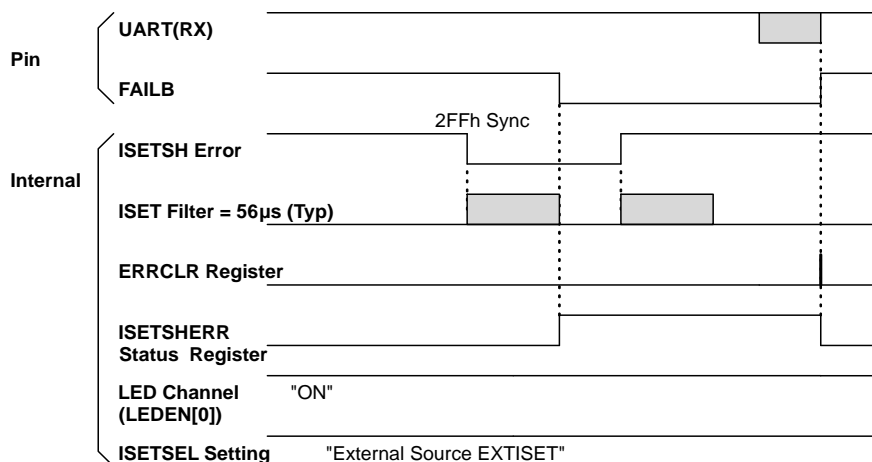 Pin
UART(RX)
FAILB
2FFh Sync
Internal
ISETSH Error
ISET Filter = 56µs (Typ)
ERRCLR Register
ISETSHERR
Status Register
LED Channel
(LEDEN[0])
"ON"
ISETSEL Setting
"External Source EXTISET"